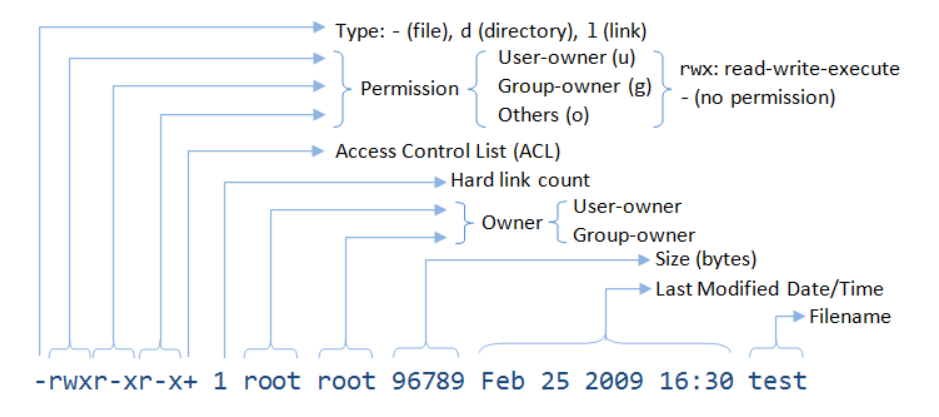 Type: - (file), d (directory), l (link)
User-owner (u)
Permission Group-owner (g) rwx: read-write-execute
- (no permission)
Others (o)
Access Control List (ACL)
Hard link count
User-owner
Owner
Group-owner
Size (bytes)
Last Modified Date/Time
Filename
-rwxr-xr-x+ 1 root root 96789 Feb 25 2009 16:30 test